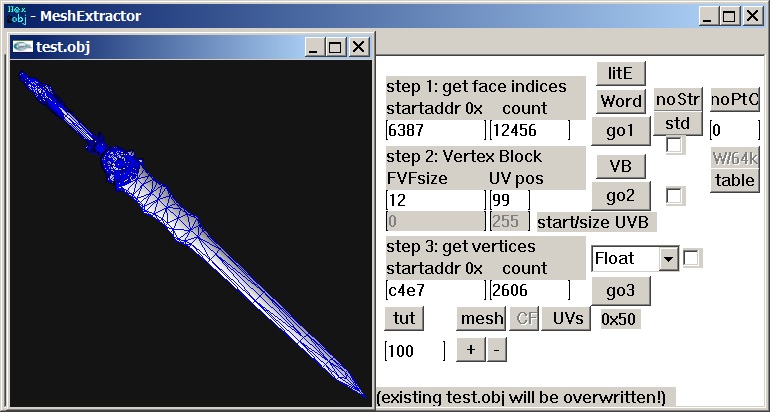 Hex
obj - MeshExtractor
test.obj
litE
step 1: get face indices
startaddr 0x count
Word noStr noPtC
6387 12456 go1 std 0
step 2: Vertex Block
FVFsize UV pos
VB W/64k
table
12 99 go2
0 255 start/size UVB
step 3: get vertices
startaddr 0x count
Float
c4e7 2606 go3
tut mesh CF UVs 0x50
100 + -
(existing test.obj will be overwritten!)